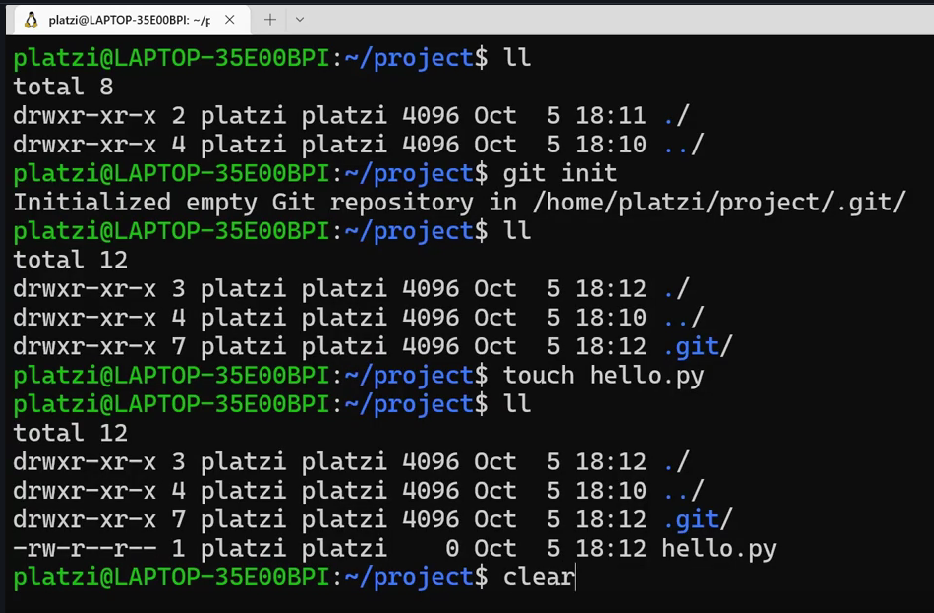 platzi@LAPTOP-35E00BPI: ~/p
platzi@LAPTOP-35E00BPI:~/project$ ll
total 8
drwxr-xr-x 2 platzi platzi 4096 Oct  5 18:11 ./
drwxr-xr-x 4 platzi platzi 4096 Oct  5 18:10 ../
platzi@LAPTOP-35E00BPI:~/project$ git init
Initialized empty Git repository in /home/platzi/project/.git/
platzi@LAPTOP-35E00BPI:~/project$ ll
total 12
drwxr-xr-x 3 platzi platzi 4096 Oct  5 18:12 ./
drwxr-xr-x 4 platzi platzi 4096 Oct  5 18:10 ../
drwxr-xr-x 7 platzi platzi 4096 Oct  5 18:12 .git/
platzi@LAPTOP-35E00BPI:~/project$ touch hello.py
platzi@LAPTOP-35E00BPI:~/project$ ll
total 12
drwxr-xr-x 3 platzi platzi 4096 Oct  5 18:12 ./
drwxr-xr-x 4 platzi platzi 4096 Oct  5 18:10 ../
drwxr-xr-x 7 platzi platzi 4096 Oct  5 18:12 .git/
-rw-r--r-- 1 platzi platzi    0 Oct  5 18:12 hello.py
platzi@LAPTOP-35E00BPI:~/project$ clear